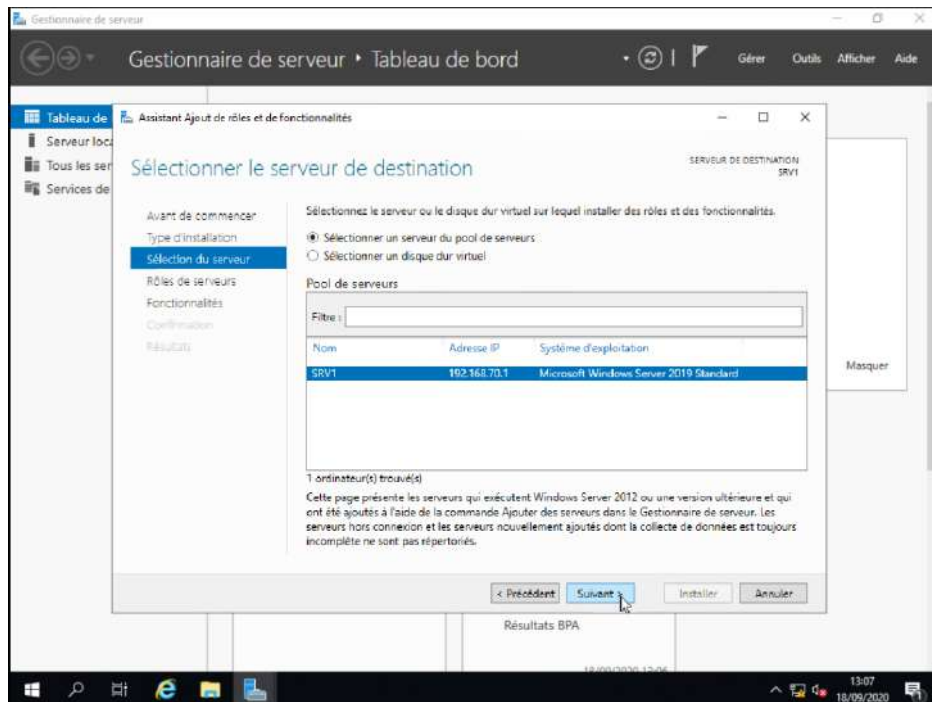 Gestionnaire de serveur
Gestionnaire de serveur • Tableau de bord
Gérer Outils Afficher Aide
Tableau de
Serveur loca
Tous les ser
Services de
Assistant Ajout de rôles et de fonctionnalités
Sélectionner le serveur de destination
SERVEUR DE DESTINATION
SRV1
Avant de commencer
Type d'installation
Sélection du serveur
Rôles de serveurs
Fonctionnalités
Confirmation
Résultats
Sélectionnez le serveur ou le disque dur virtuel sur lequel installer des rôles et des fonctionnalités.
Sélectionner un serveur du pool de serveurs
Sélectionner un disque dur virtuel
Pool de serveurs
Filtre :
Nom Adresse IP Système d'exploitation
SRV1 192.168.70.1 Microsoft Windows Server 2019 Standard
1 ordinateur(s) trouvé(s)
Cette page présente les serveurs qui exécutent Windows Server 2012 ou une version ultérieure et qui
ont été ajoutés à l'aide de la commande Ajouter des serveurs dans le Gestionnaire de serveur. Les
serveurs hors connexion et les serveurs nouvellement ajoutés dont la collecte de données est toujours
incomplète ne sont pas répertoriés.
< Précédent Suivant > Installer Annuler
Masquer
Résultats BPA
18/09/2020 13:06
13:07
18/09/2020